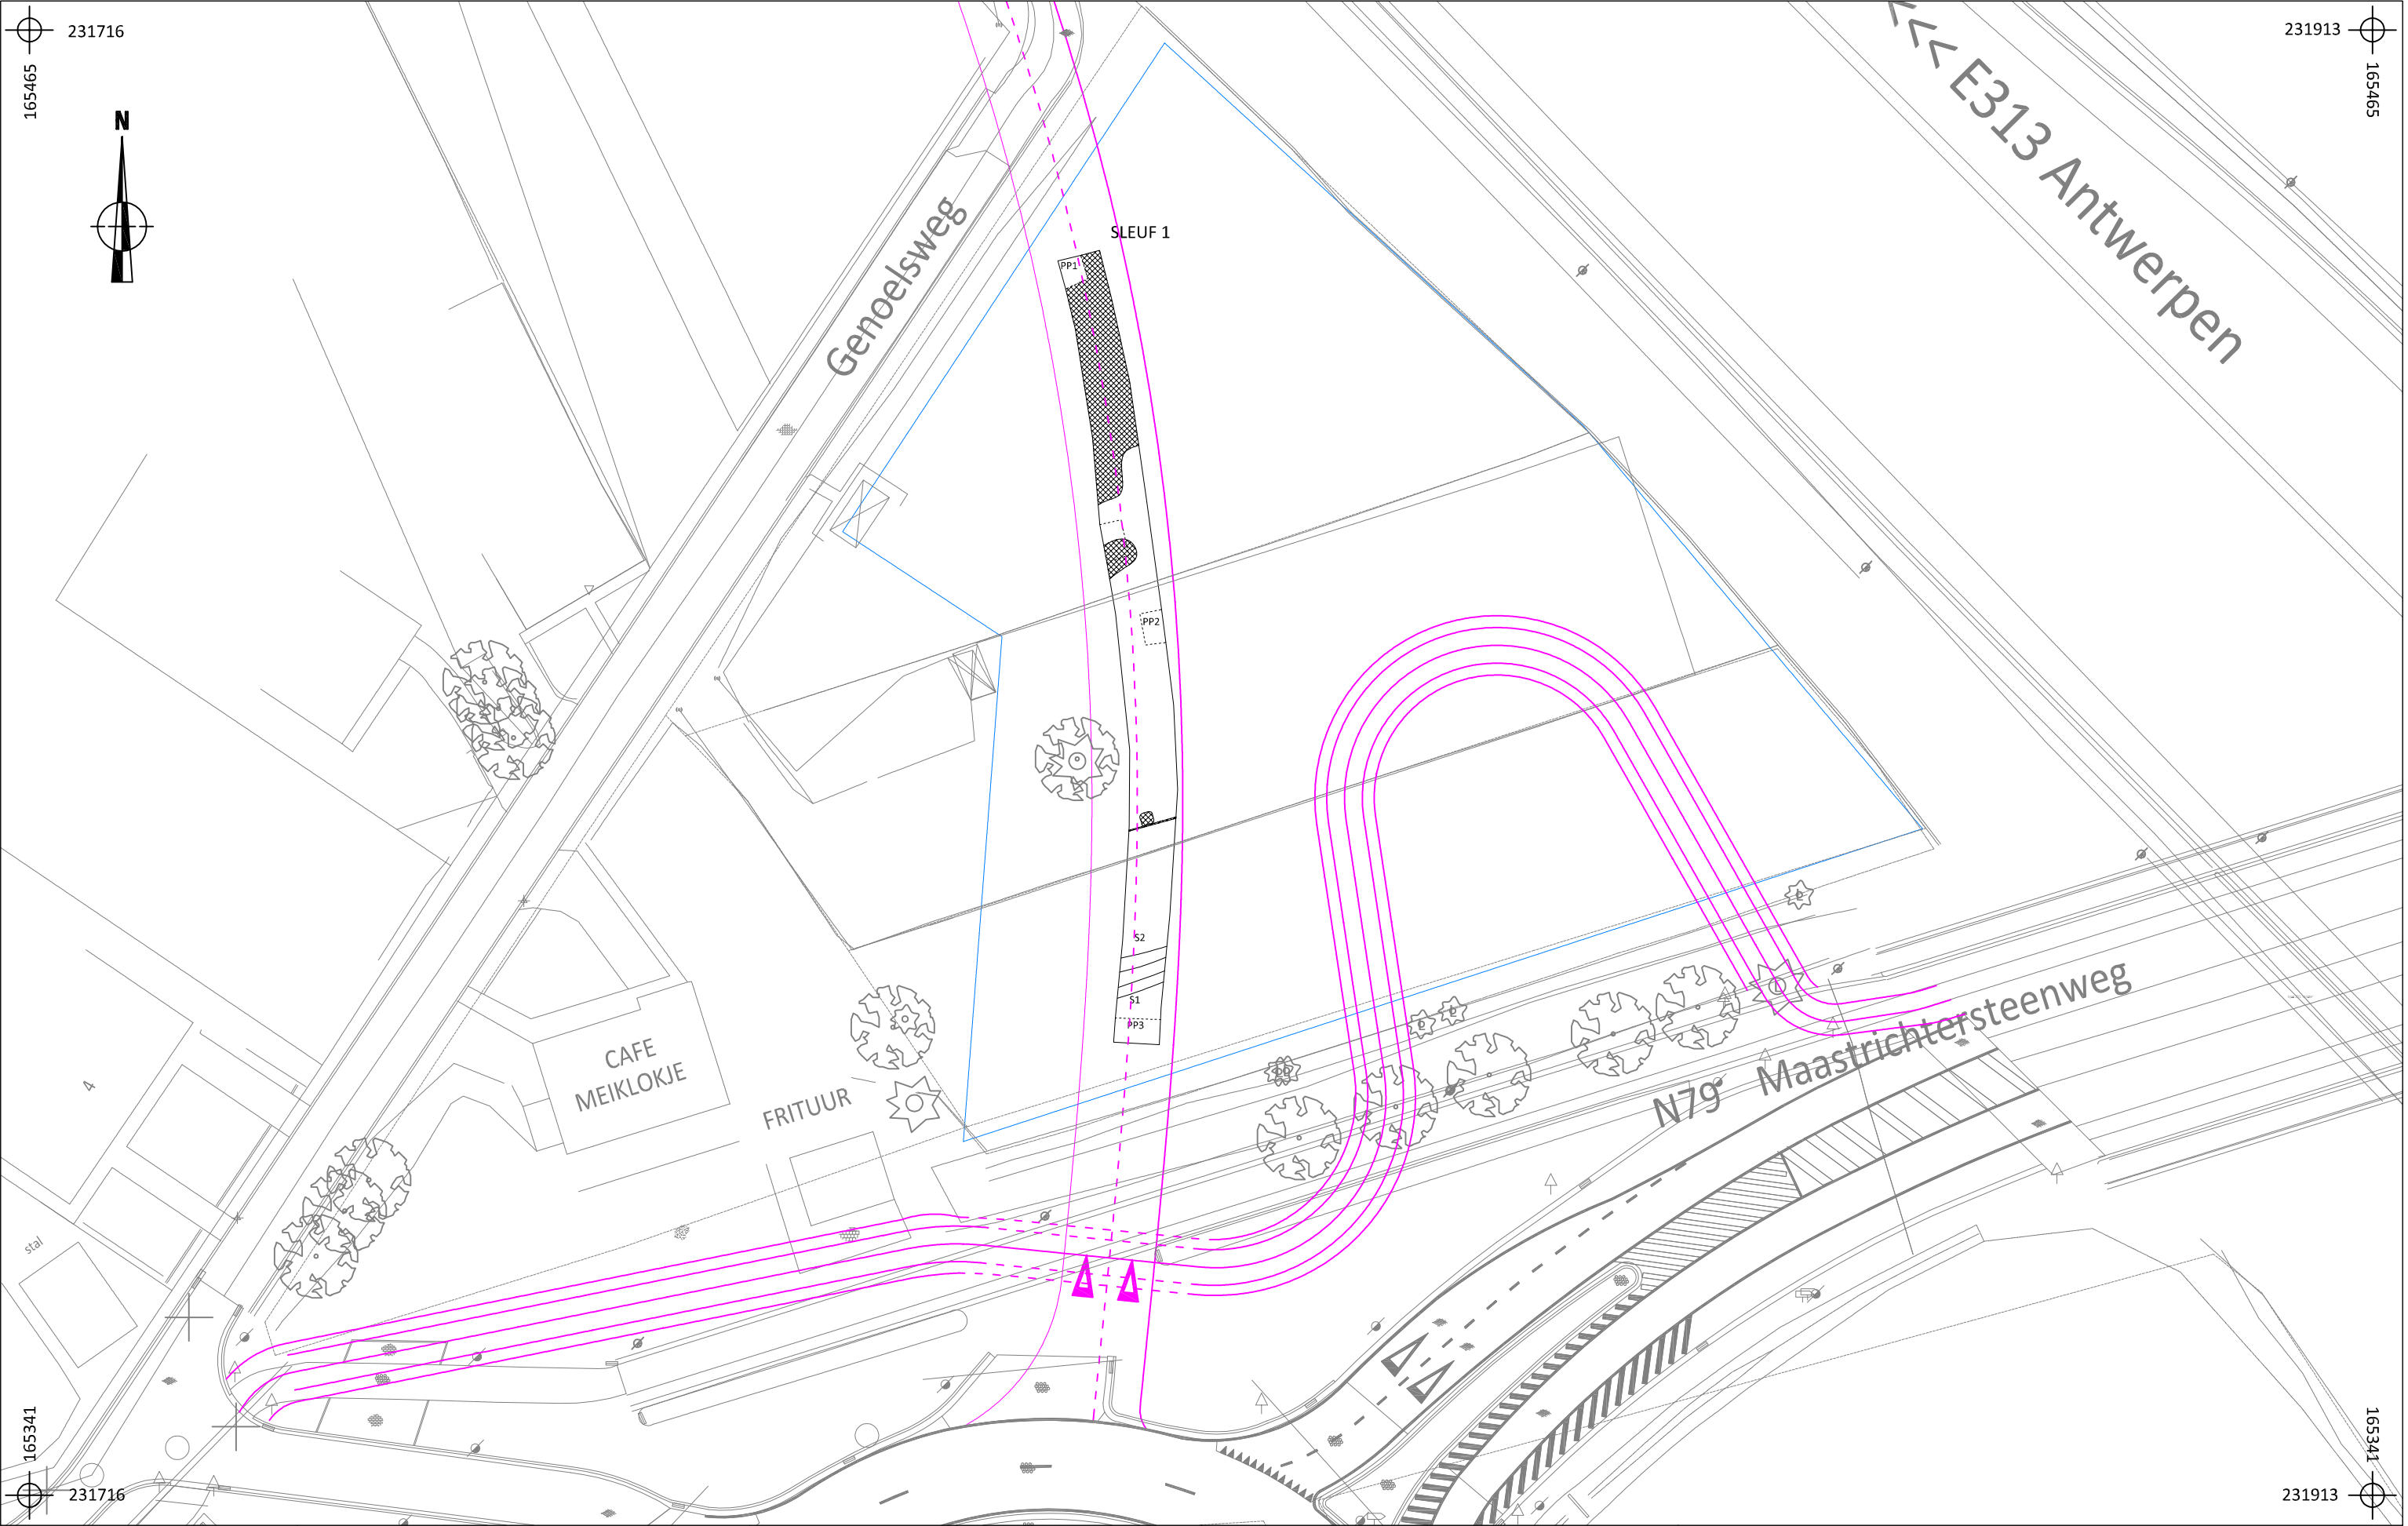 231716
165465
N
231913
165465
<<< E313 Antwerpen
Genoelsweg
SLEUF 1
PP1
PP2
S2
S1
PP3
CAFE
MEIKLOKJE
FRITUUR
N79 Maastrichtersteenweg
4
stal
165341
231716
165341
231913